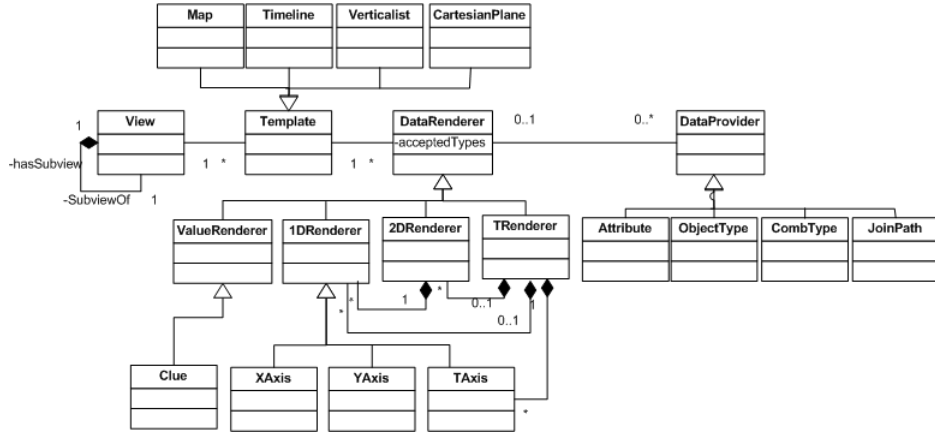 Map Timeline Verticalist CartesianPlane
1 View Template DataRenderer 0..1 0..* DataProvider
-acceptedTypes
-hasSubview 1 * 1 *
-SubviewOf 1
ValueRenderer 1DRenderer 2DRenderer TRenderer Attribute ObjectType CombType JoinPath
* 1 * 0..1 1
* 0..1
Clue XAxis YAxis TAxis
*